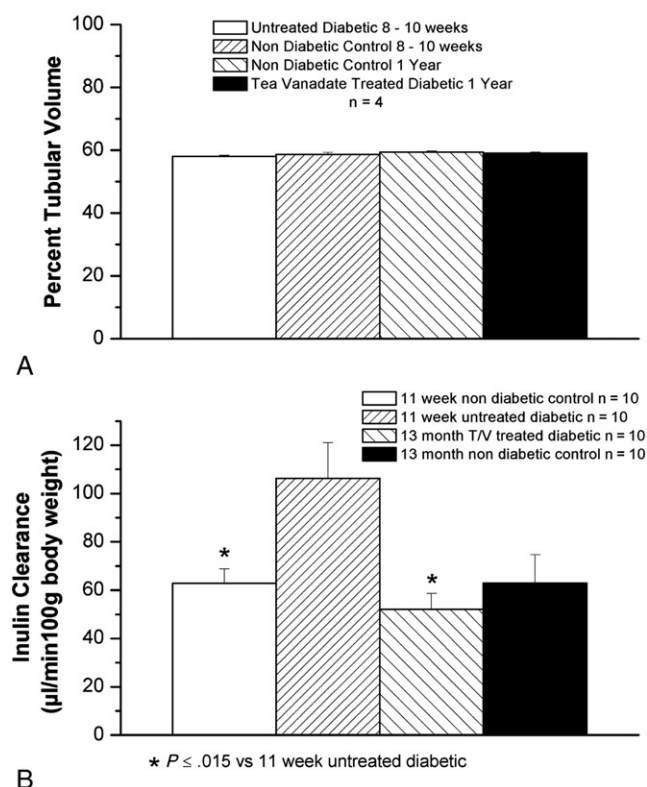 100
80
60
40
20
0
Percent Tubular Volume
Untreated Diabetic 8 - 10 weeks
Non Diabetic Control 8 - 10 weeks
Non Diabetic Control 1 Year
Tea Vanadate Treated Diabetic 1 Year
n = 4
A
120
100
80
60
40
20
0
Inulin Clearance
(µl/min100g body weight)
11 week non diabetic control n = 10
11 week untreated diabetic n = 10
13 month T/V treated diabetic n = 10
13 month non diabetic control n = 10
*
*
* P ≤ .015 vs 11 week untreated diabetic
B